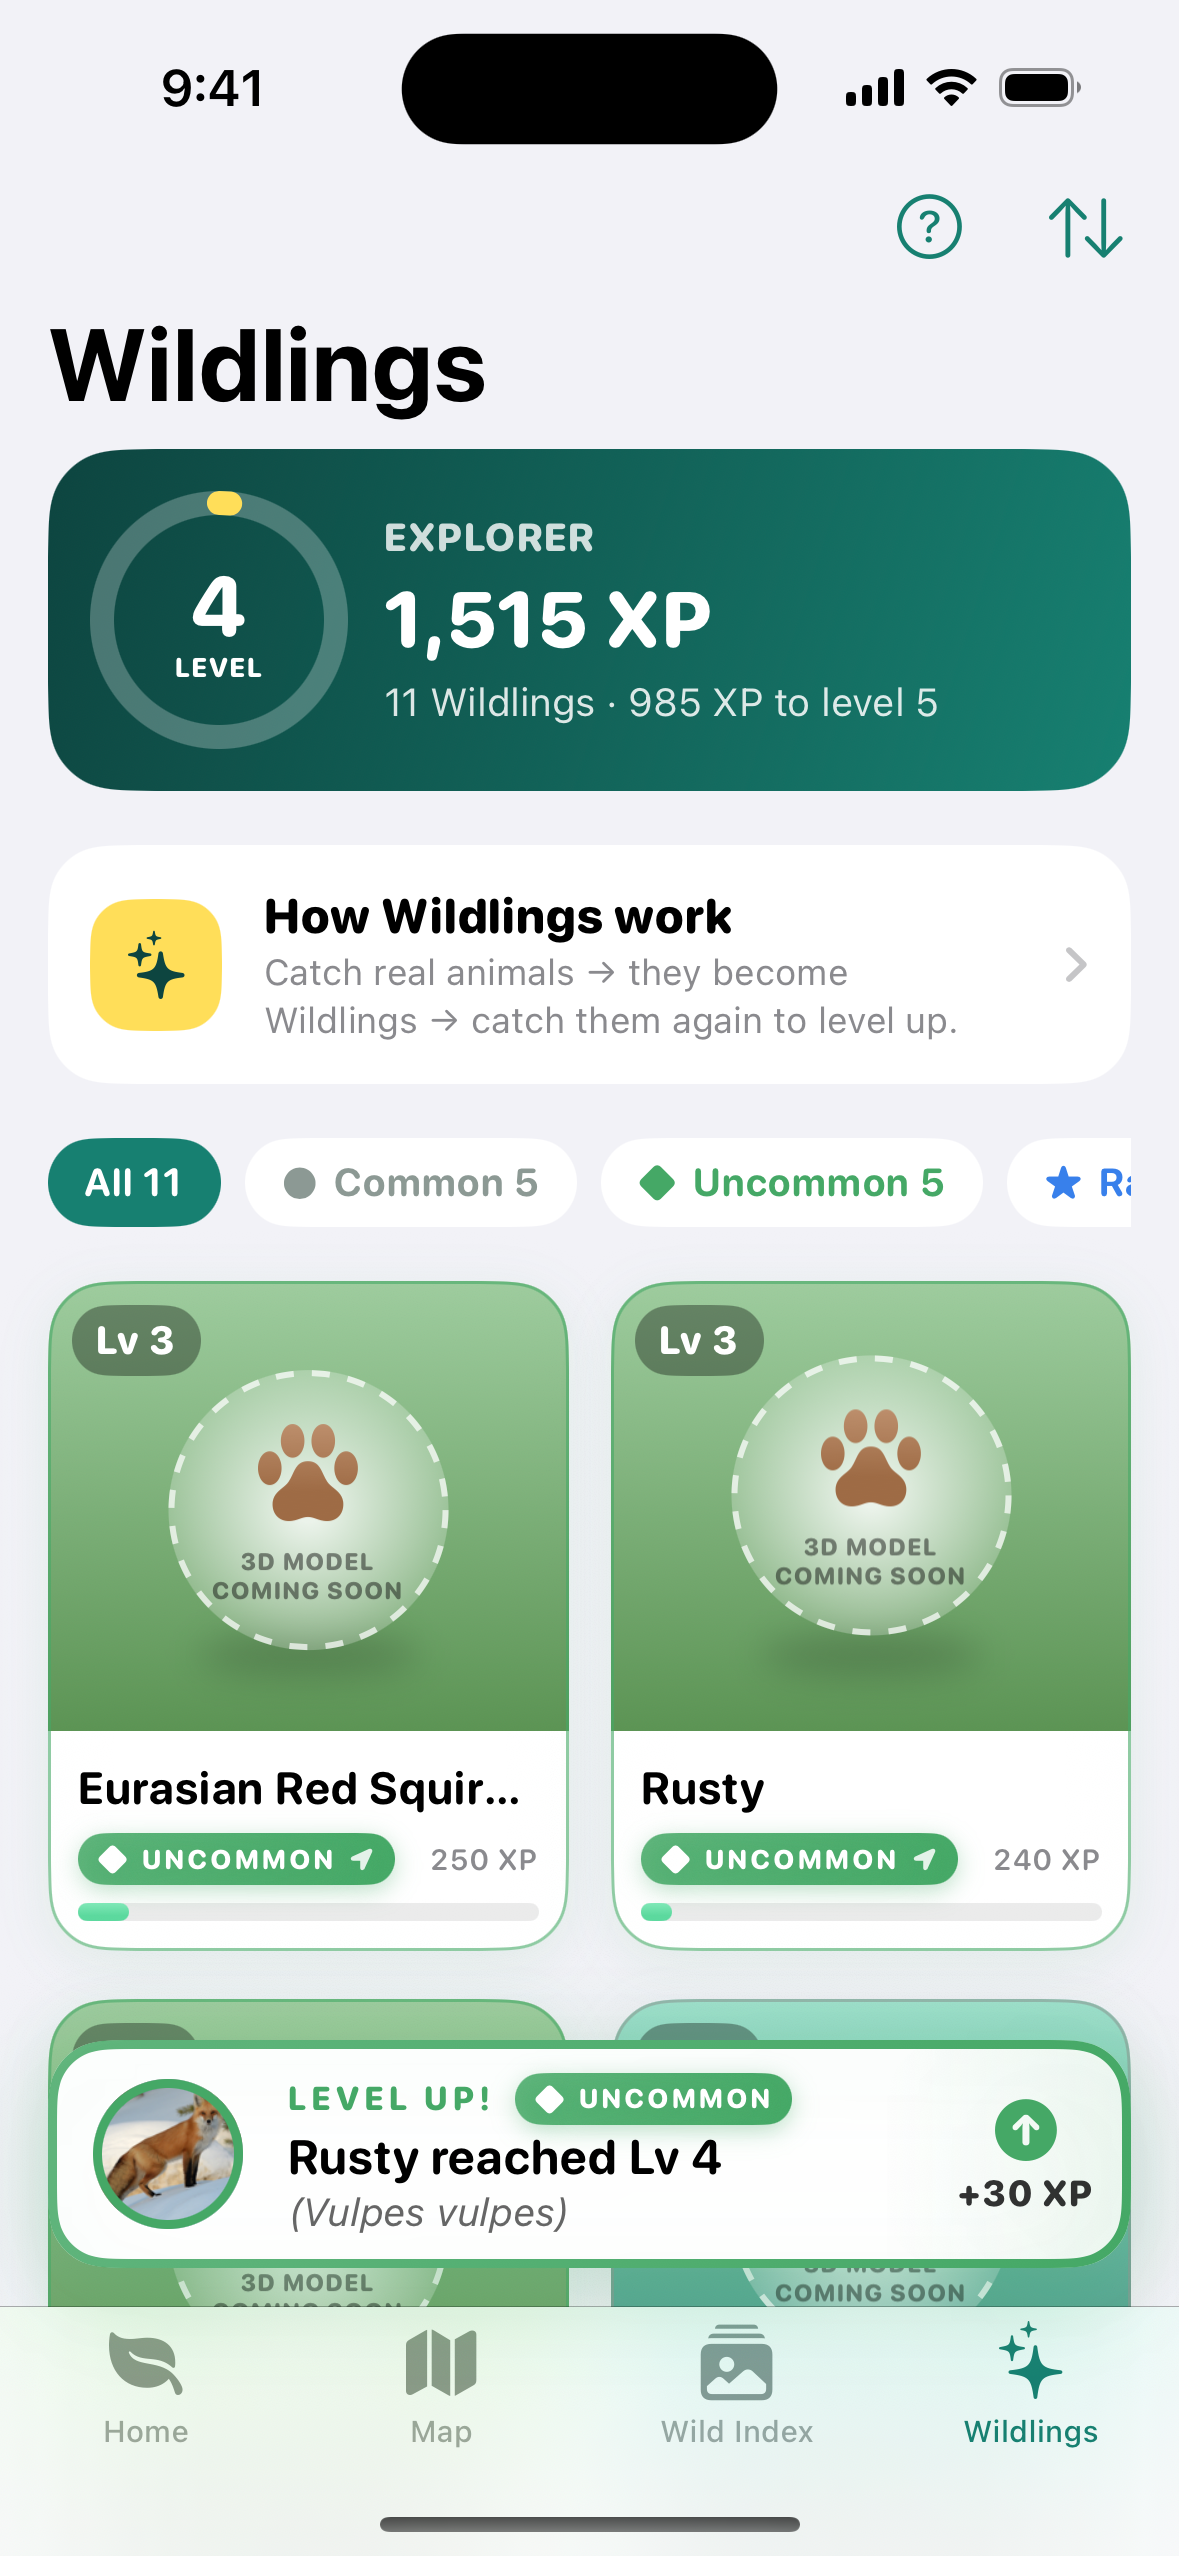 9:41
?
Wildlings
4
LEVEL
EXPLORER
1,515 XP
11 Wildlings · 985 XP to level 5
How Wildlings work
Catch real animals → they become
Wildlings → catch them again to level up.
All 11
Common 5
Uncommon 5
Lv 3
3D MODEL
COMING SOON
Eurasian Red Squir...
UNCOMMON
250 XP
Lv 3
3D MODEL
COMING SOON
Rusty
UNCOMMON
240 XP
LEVEL UP!
UNCOMMON
Rusty reached Lv 4
(Vulpes vulpes)
+30 XP
3D MODEL
COMING SOON
3D MODEL
COMING SOON
Home
Map
Wild Index
Wildlings